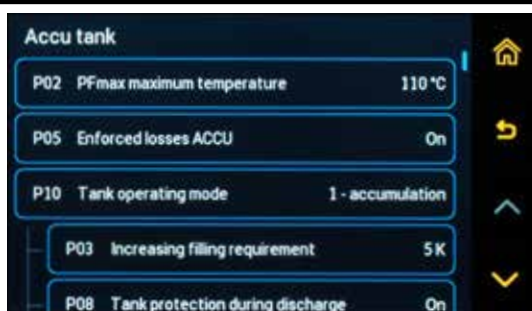 Accu tank
P02 PFmax maximum temperature 110 °C
P05 Enforced losses ACCU On
P10 Tank operating mode 1 - accumulation
P03 Increasing filling requirement 5 K
P08 Tank protection during discharge On